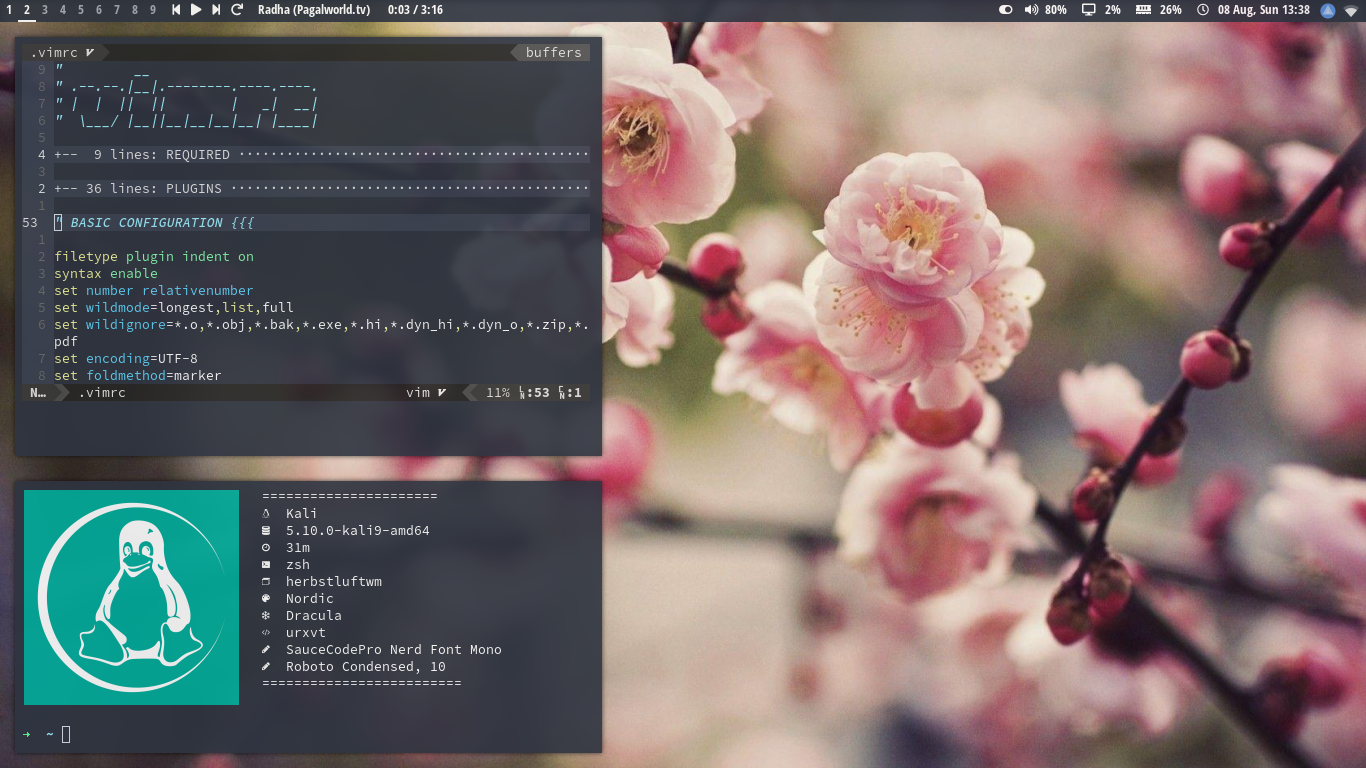 1 2 3 4 5 6 7 8 9 Radha (Pagalworld.tv) 0:03 / 3:16 80% 2% 26% 08 Aug, Sun 13:38
.vimrc buffers
9 "          __
8 " .--.--.|__|.--------.----.----.
7 " |  |  ||  ||        |   _|  __|
6 "  \___/ |__||__|__|__|__| |____|
5
4 +--  9 lines: REQUIRED ·············································
3
2 +-- 36 lines: PLUGINS ··············································
1
53 " BASIC CONFIGURATION {{{
1
2 filetype plugin indent on
3 syntax enable
4 set number relativenumber
5 set wildmode=longest,list,full
6 set wildignore=*.o,*.obj,*.bak,*.exe,*.hi,*.dyn_hi,*.dyn_o,*.zip,*.
pdf
7 set encoding=UTF-8
8 set foldmethod=marker
N… .vimrc vim 11% LN:53 CN:1
======================
Kali
5.10.0-kali9-amd64
31m
zsh
herbstluftwm
Nordic
Dracula
urxvt
SauceCodePro Nerd Font Mono
Roboto Condensed, 10
=========================
→ ~